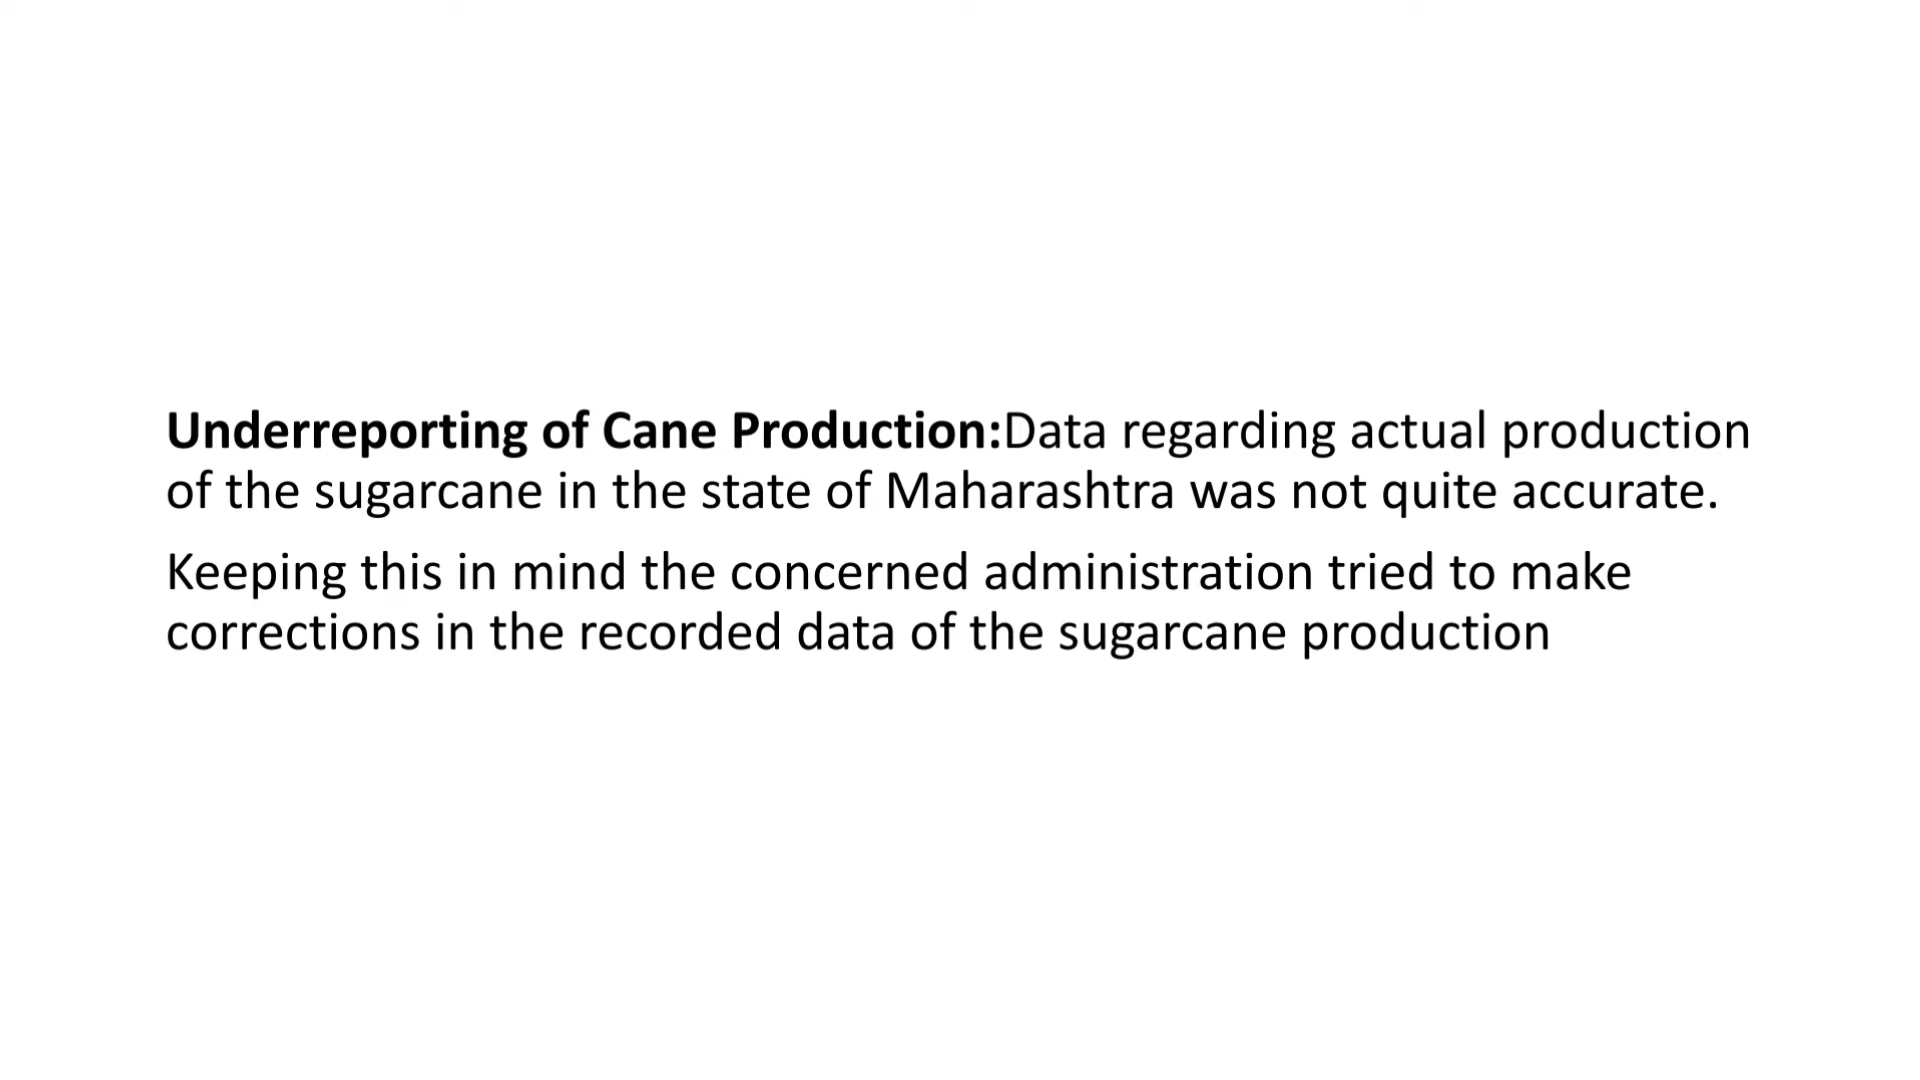 Underreporting of Cane Production:Data regarding actual production
of the sugarcane in the state of Maharashtra was not quite accurate.
Keeping this in mind the concerned administration tried to make
corrections in the recorded data of the sugarcane production